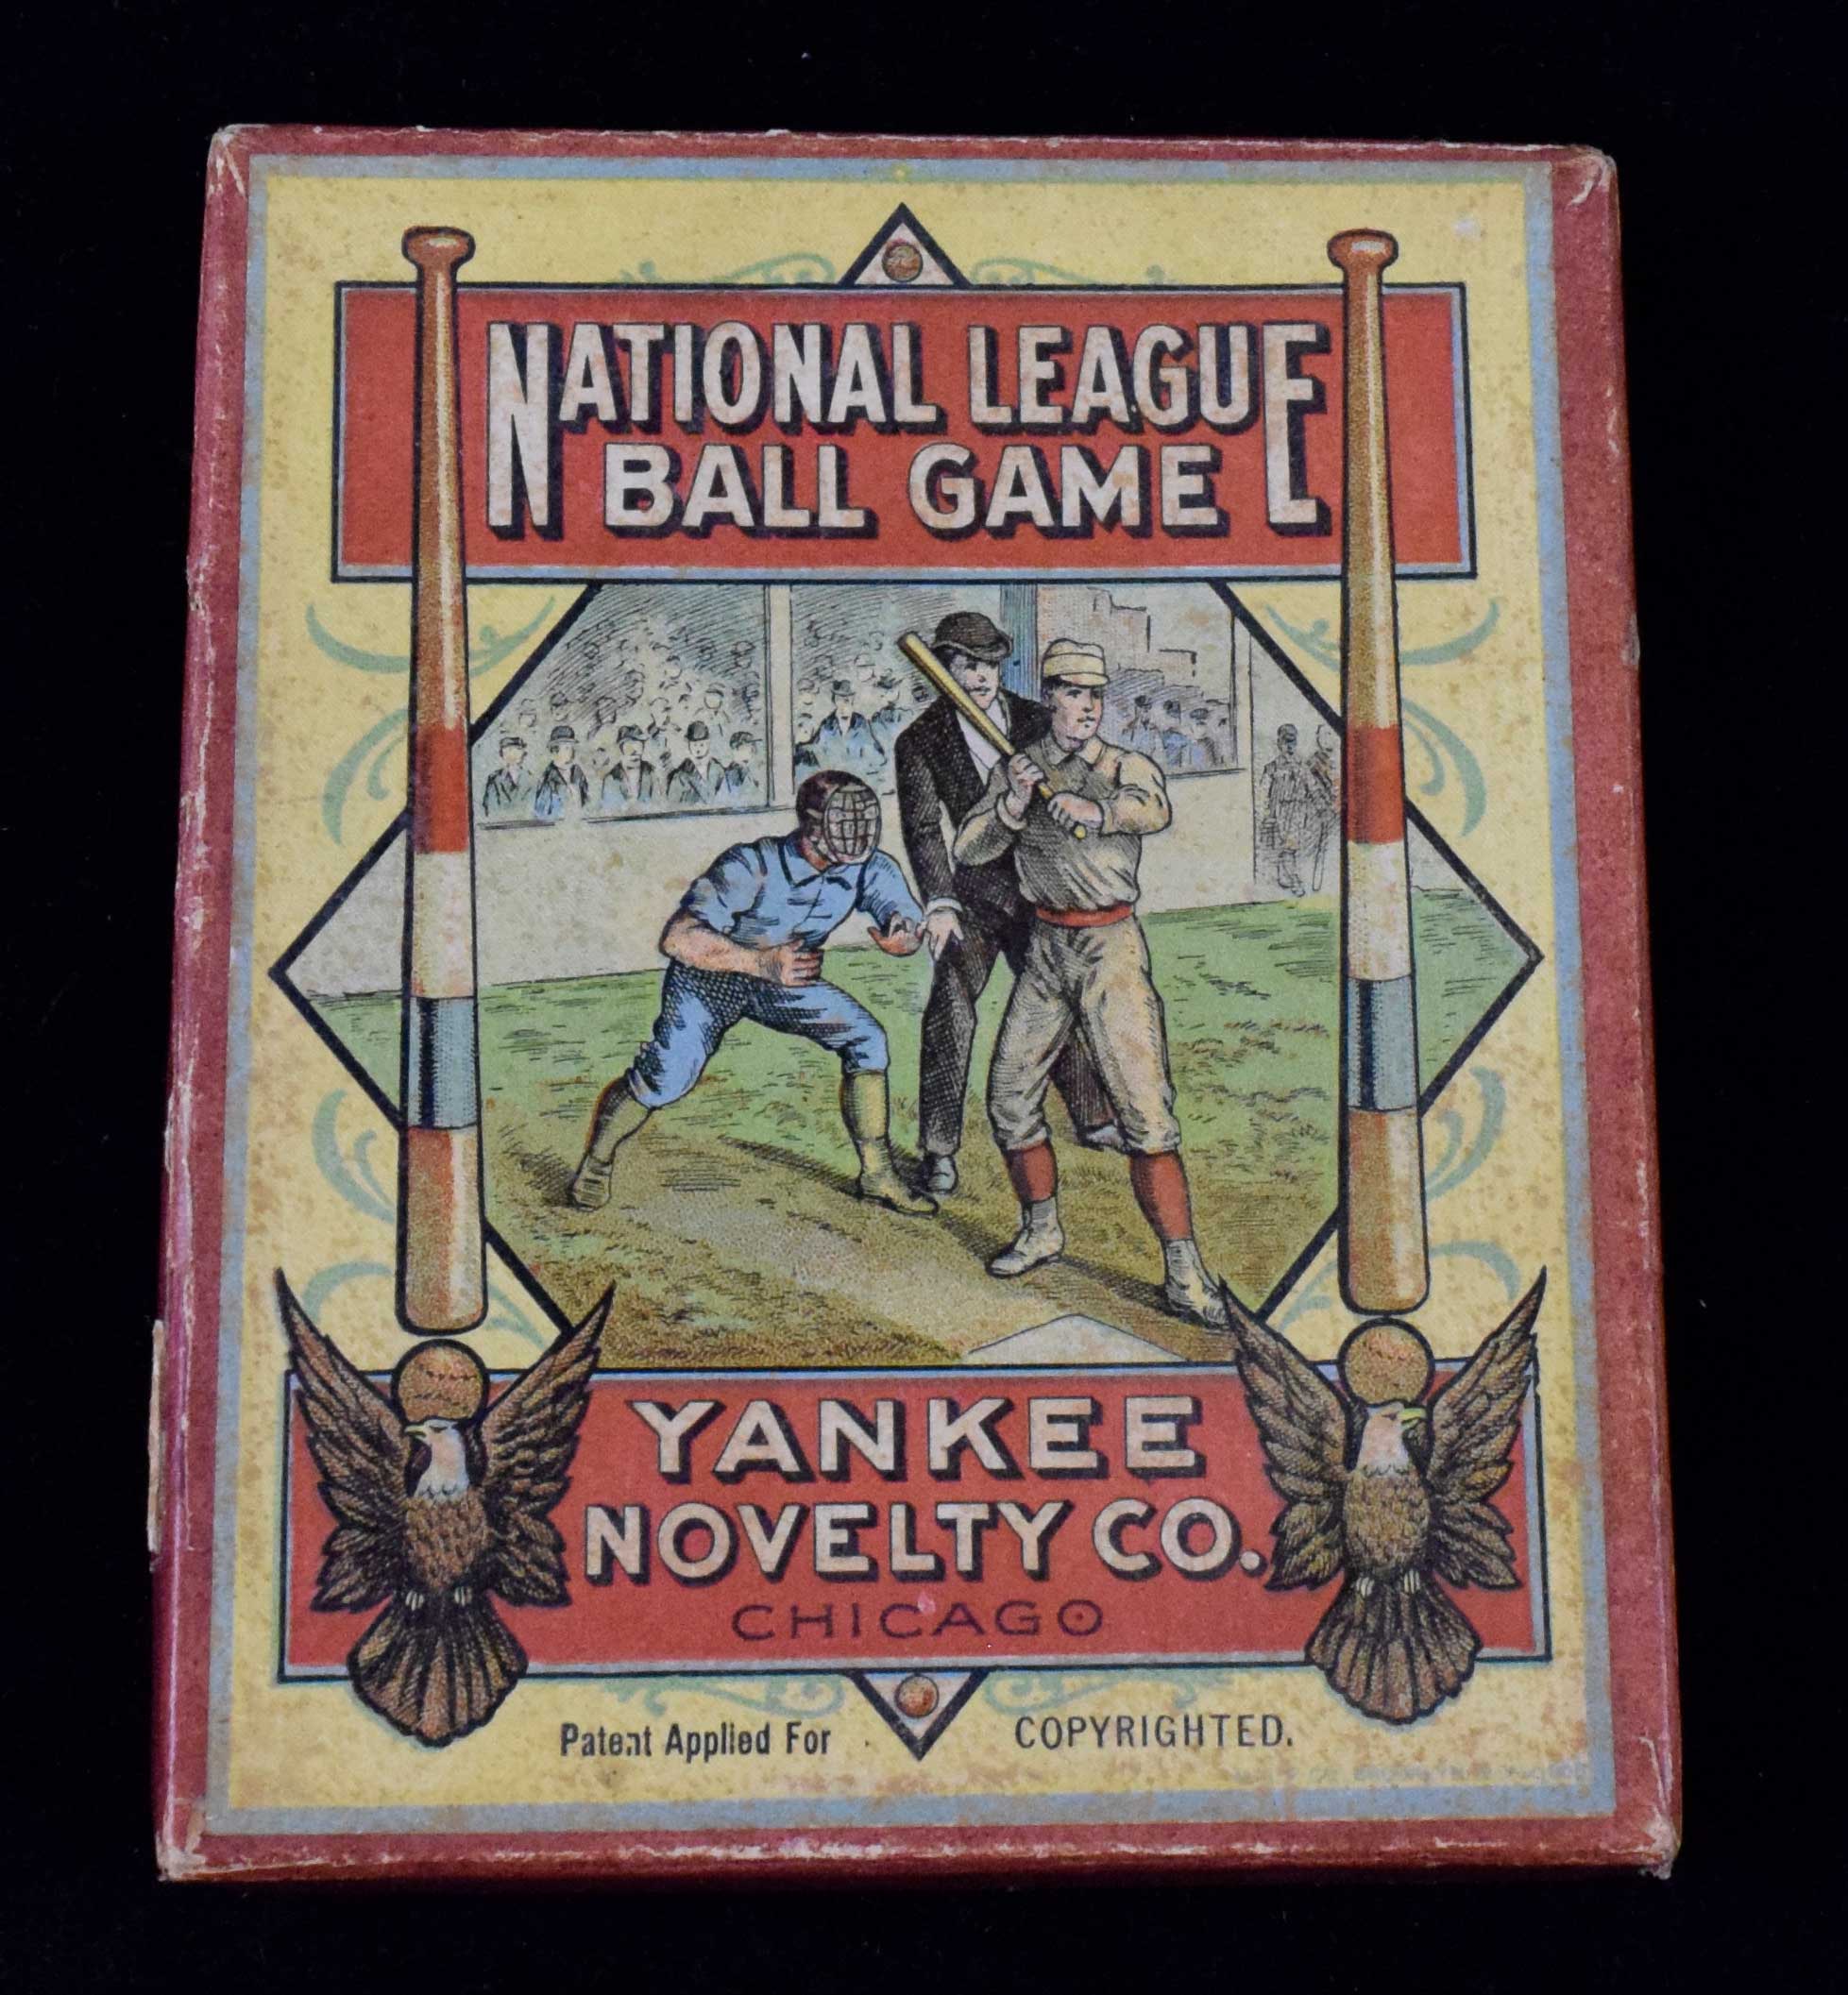 NATIONAL LEAGUE
BALL GAME
YANKEE
NOVELTY CO.
CHICAGO
Patent Applied For
COPYRIGHTED.